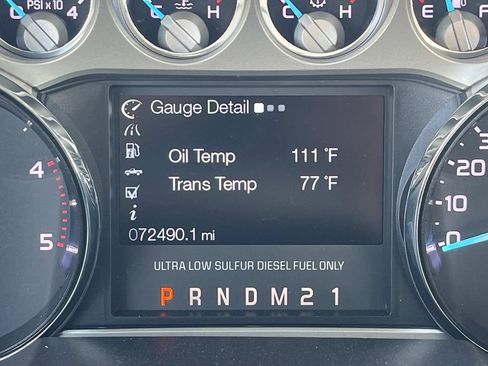 PSI x 10 4
C H
C H
E F
Gauge Detail
Oil Temp 111 °F
Trans Temp 77 °F
072490.1 mi
4
5
20
10
0
ULTRA LOW SULFUR DIESEL FUEL ONLY
P R N D M 2 1